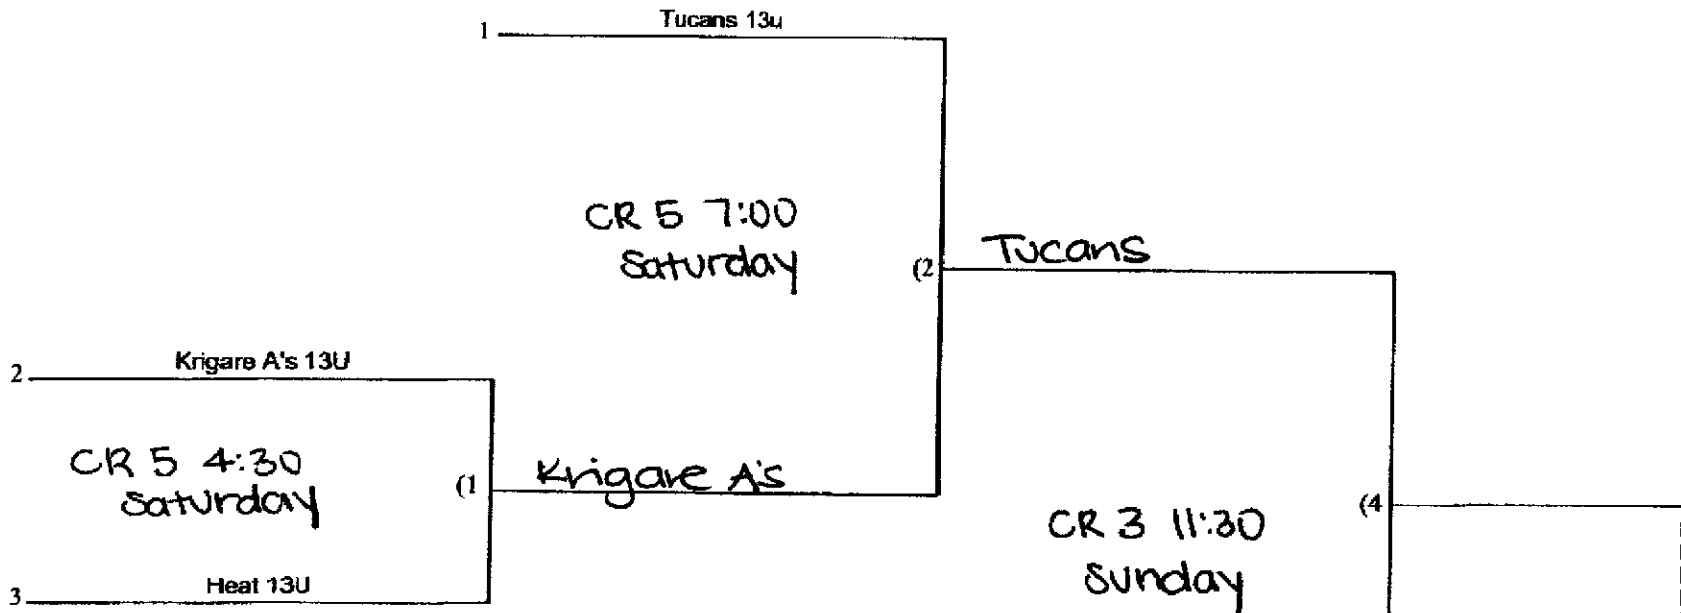 1 Tucans 13u
CR 5 7:00
Saturday
(2 Tucans
2 Krigare A's 13U
CR 5 4:30
Saturday
(1 Krigare A's
(4
CR 3 11:30
Sunday
3 Heat 13U